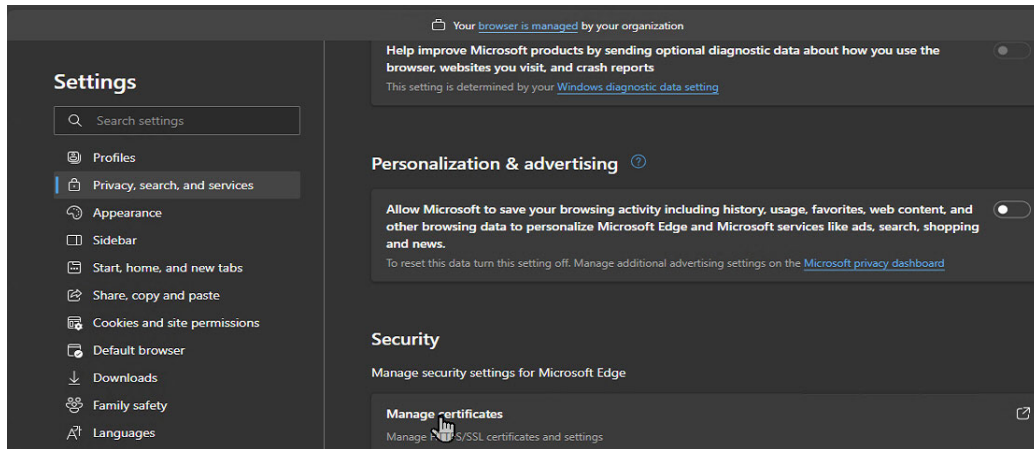 Your browser is managed by your organization
Settings
Search settings
Profiles
Privacy, search, and services
Appearance
Sidebar
Start, home, and new tabs
Share, copy and paste
Cookies and site permissions
Default browser
Downloads
Family safety
Languages
Help improve Microsoft products by sending optional diagnostic data about how you use the
browser, websites you visit, and crash reports
This setting is determined by your Windows diagnostic data setting
Personalization & advertising
Allow Microsoft to save your browsing activity including history, usage, favorites, web content, and
other browsing data to personalize Microsoft Edge and Microsoft services like ads, search, shopping
and news.
To reset this data turn this setting off. Manage additional advertising settings on the Microsoft privacy dashboard
Security
Manage security settings for Microsoft Edge
Manage certificates
Manage HTTPS/SSL certificates and settings